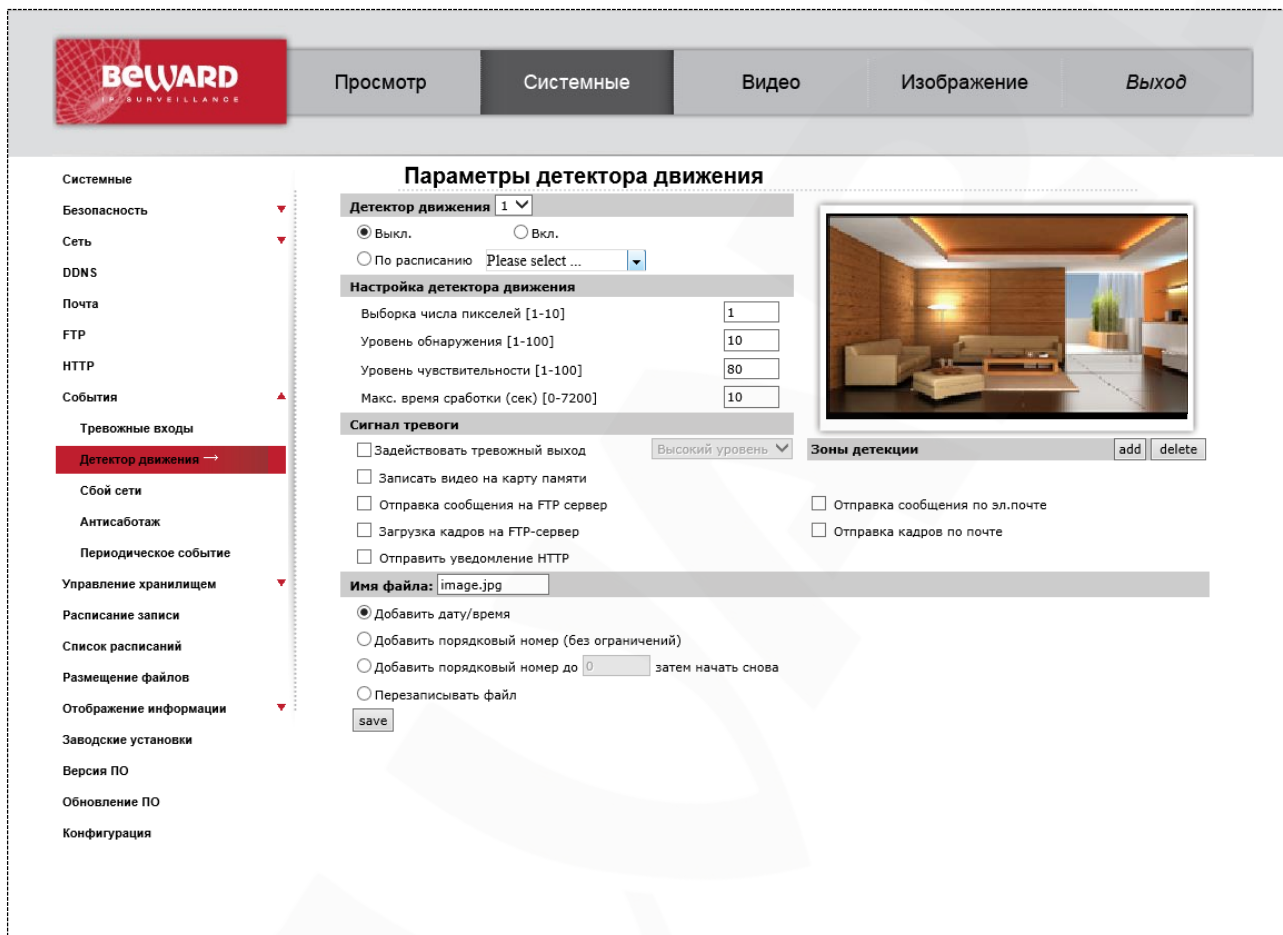 BEWARD
IP SURVEILLANCE
Просмотр
Системные
Видео
Изображение
Выход
Системные
Безопасность
Сеть
DDNS
Почта
FTP
HTTP
События
Тревожные входы
Детектор движения →
Сбой сети
Антисаботаж
Периодическое событие
Управление хранилищем
Расписание записи
Список расписаний
Размещение файлов
Отображение информации
Заводские установки
Версия ПО
Обновление ПО
Конфигурация
Параметры детектора движения
Детектор движения 1
Выкл. Вкл.
По расписанию Please select ...
Настройка детектора движения
Выборка числа пикселей [1-10] 1
Уровень обнаружения [1-100] 10
Уровень чувствительности [1-100] 80
Макс. время сработки (сек) [0-7200] 10
Сигнал тревоги
Задействовать тревожный выход Высокий уровень
Зоны детекции add delete
Записать видео на карту памяти
Отправка сообщения на FTP сервер
Отправка сообщения по эл.почте
Загрузка кадров на FTP-сервер
Отправка кадров по почте
Отправить уведомление HTTP
Имя файла: image.jpg
Добавить дату/время
Добавить порядковый номер (без ограничений)
Добавить порядковый номер до 0 затем начать снова
Перезаписывать файл
save